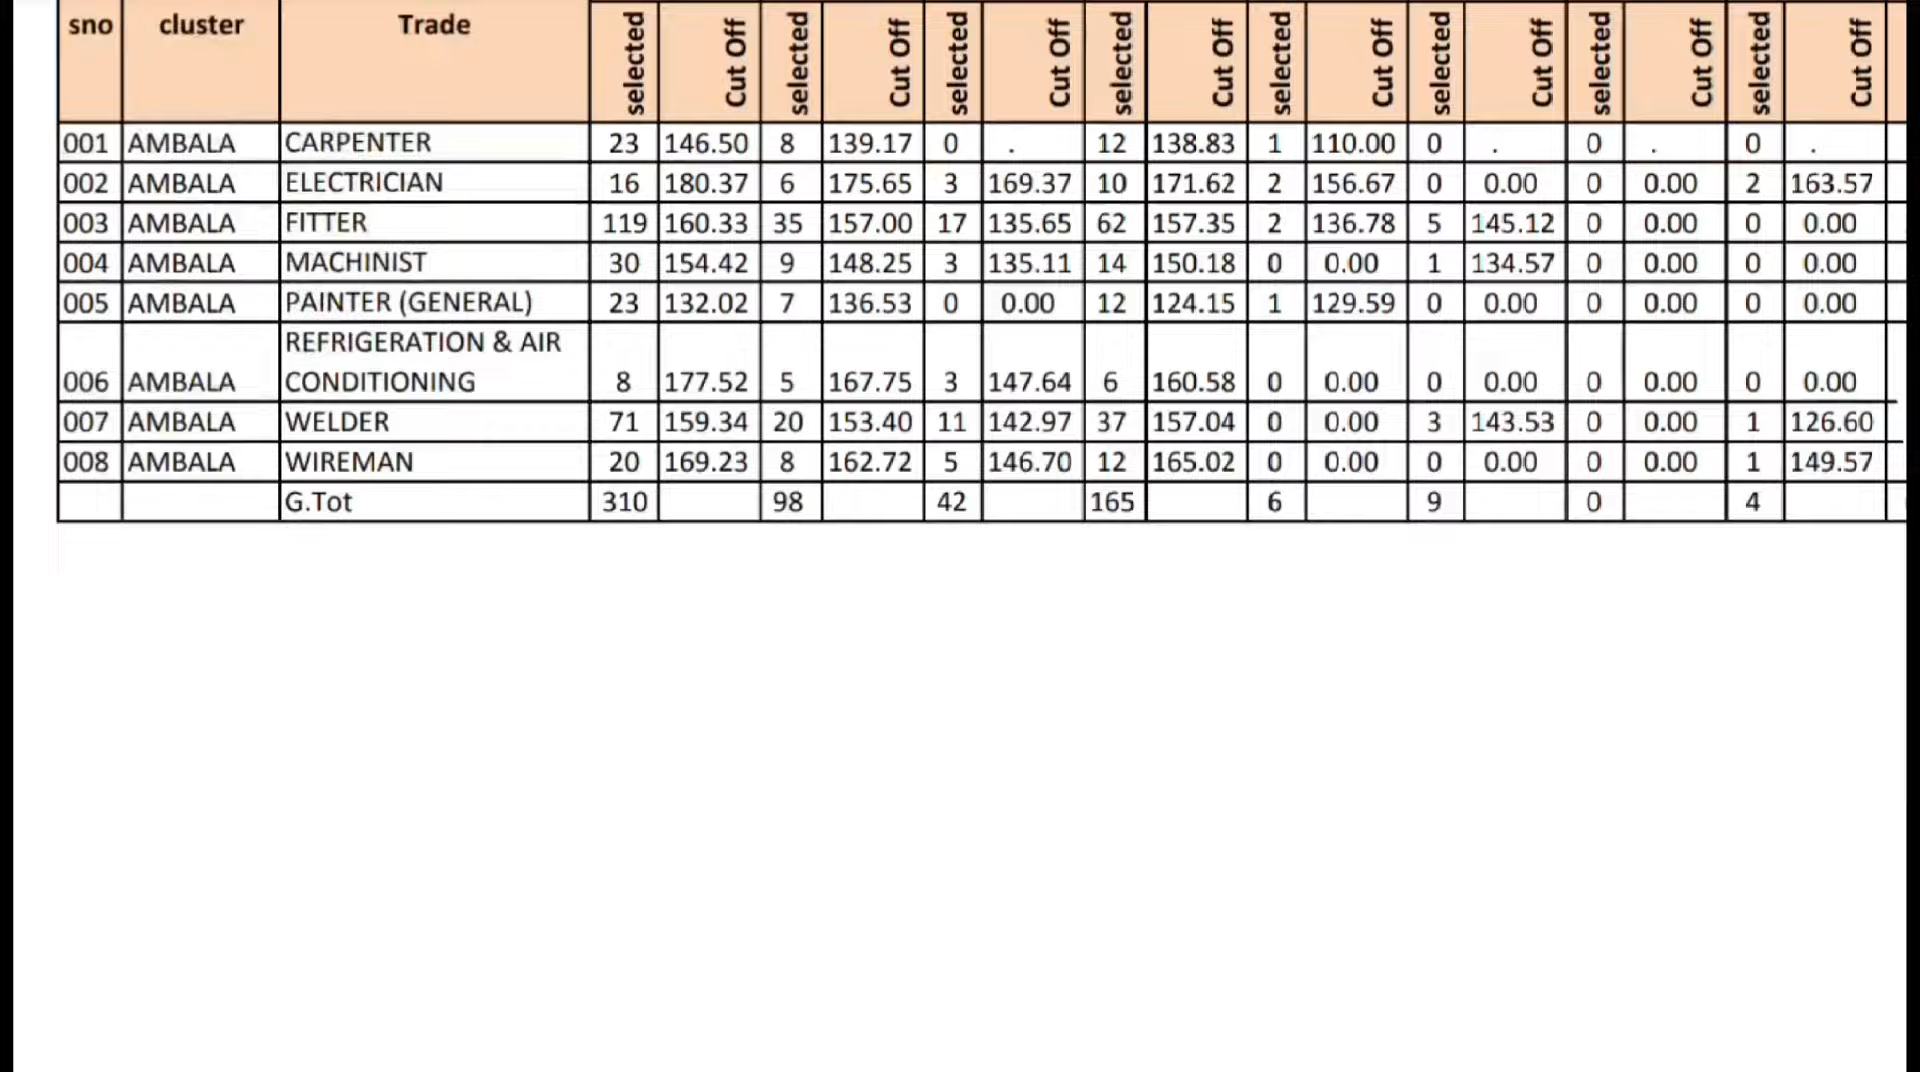 sno cluster Trade selected Cut Off selected Cut Off selected Cut Off selected Cut Off selected Cut Off selected Cut Off selected Cut Off selected Cut Off
001 AMBALA CARPENTER 23 146.50 8 139.17 0 . 12 138.83 1 110.00 0 . 0 . 0 .
002 AMBALA ELECTRICIAN 16 180.37 6 175.65 3 169.37 10 171.62 2 156.67 0 0.00 0 0.00 2 163.57
003 AMBALA FITTER 119 160.33 35 157.00 17 135.65 62 157.35 2 136.78 5 145.12 0 0.00 0 0.00
004 AMBALA MACHINIST 30 154.42 9 148.25 3 135.11 14 150.18 0 0.00 1 134.57 0 0.00 0 0.00
005 AMBALA PAINTER (GENERAL) 23 132.02 7 136.53 0 0.00 12 124.15 1 129.59 0 0.00 0 0.00 0 0.00
REFRIGERATION & AIR
006 AMBALA CONDITIONING 8 177.52 5 167.75 3 147.64 6 160.58 0 0.00 0 0.00 0 0.00 0 0.00
007 AMBALA WELDER 71 159.34 20 153.40 11 142.97 37 157.04 0 0.00 3 143.53 0 0.00 1 126.60
008 AMBALA WIREMAN 20 169.23 8 162.72 5 146.70 12 165.02 0 0.00 0 0.00 0 0.00 1 149.57
G.Tot 310 98 42 165 6 9 0 4